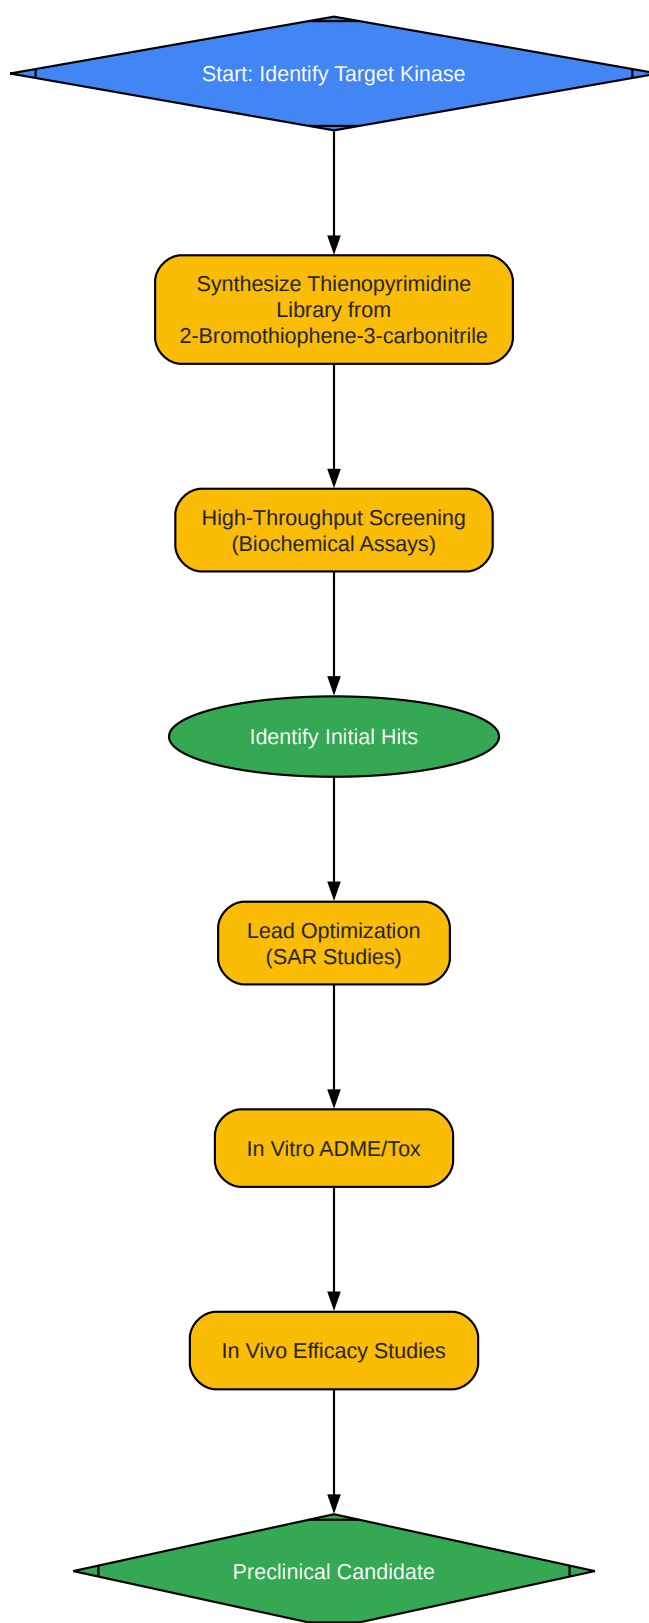 Start: Identify Target Kinase
Synthesize Thienopyrimidine
Library from
2-Bromothiophene-3-carbonitrile
High-Throughput Screening
(Biochemical Assays)
Identify Initial Hits
Lead Optimization
(SAR Studies)
In Vitro ADME/Tox
In Vivo Efficacy Studies
Preclinical Candidate